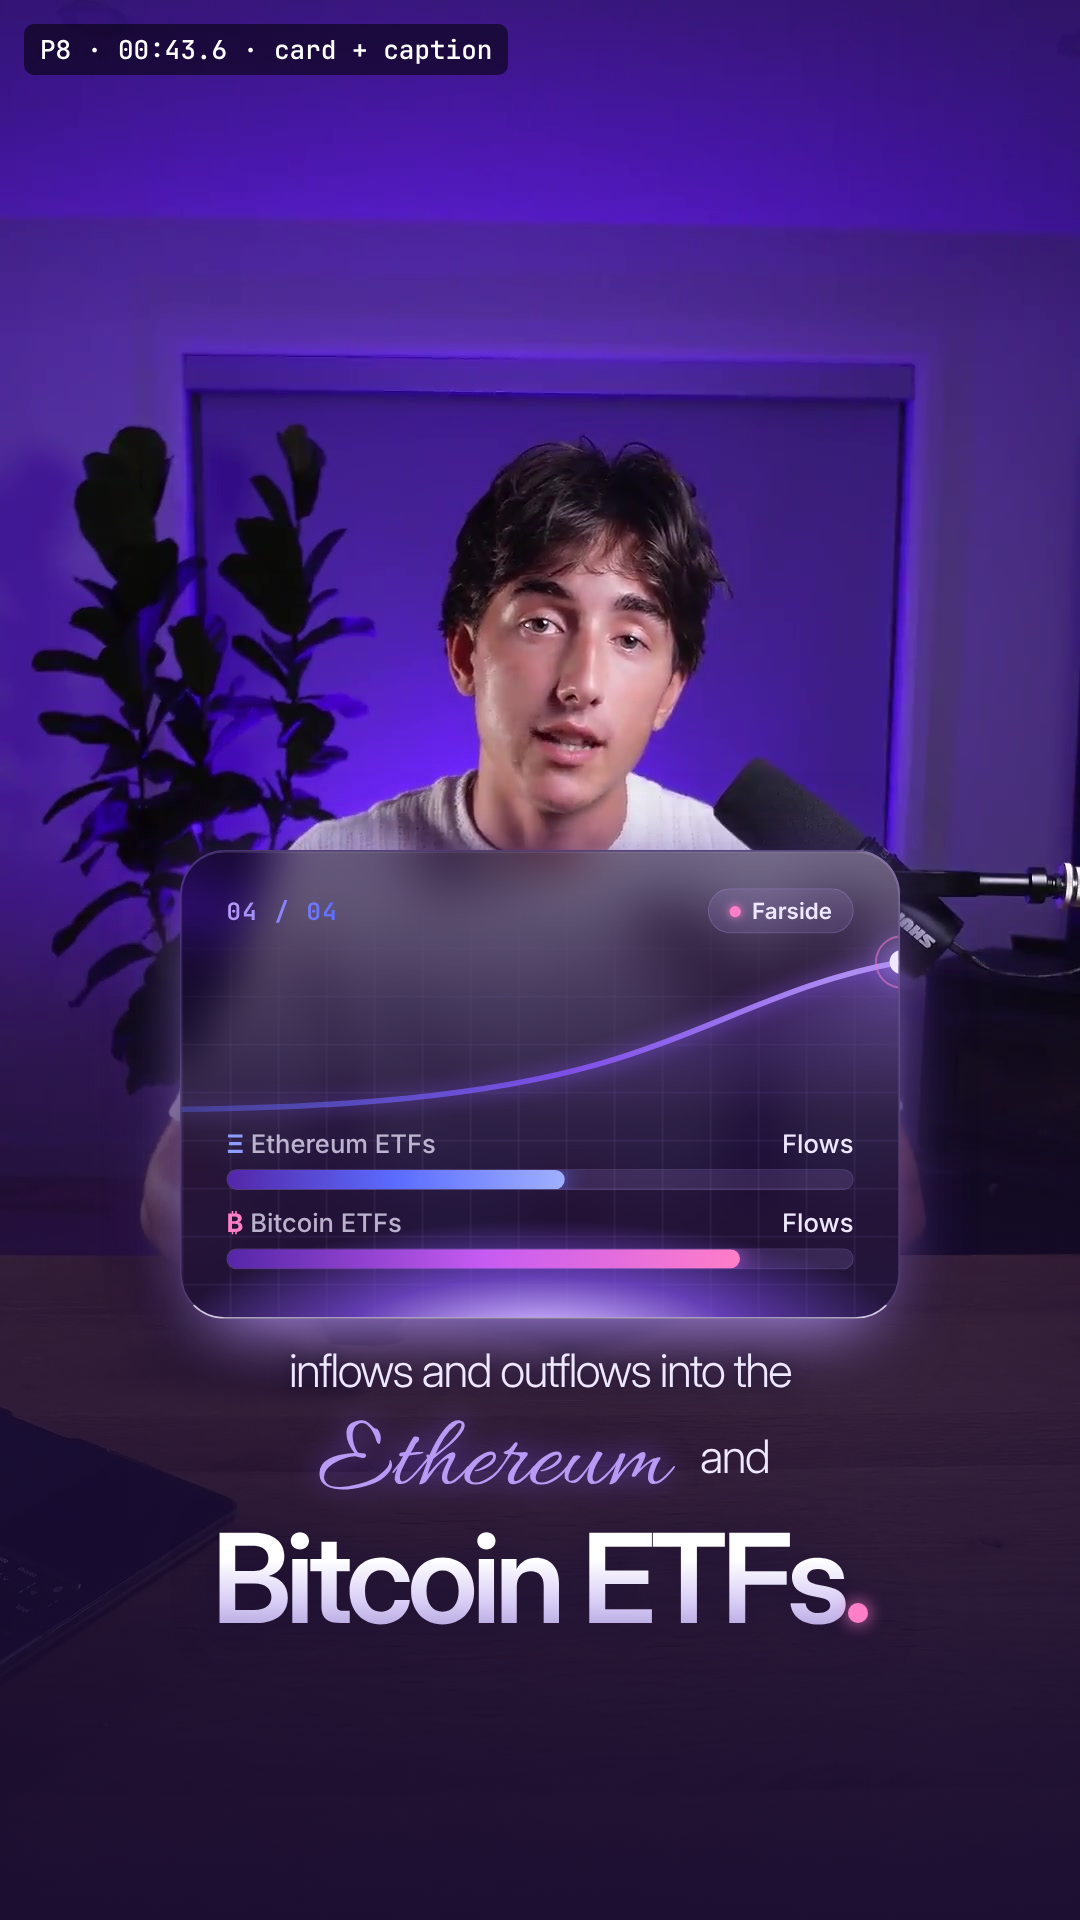 P8 · 00:43.6 · card + caption
04 / 04
Farside
SHU
Ξ Ethereum ETFs Flows
₿ Bitcoin ETFs Flows
inflows and outflows into the
Ethereum and
Bitcoin ETFs.